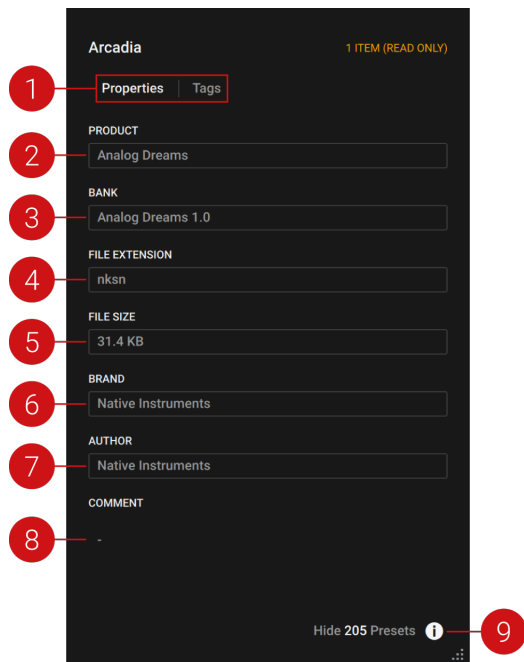 Arcadia 1 ITEM (READ ONLY)
1 Properties Tags
PRODUCT
2 Analog Dreams
BANK
3 Analog Dreams 1.0
FILE EXTENSION
4 nksn
FILE SIZE
5 31.4 KB
BRAND
6 Native Instruments
AUTHOR
7 Native Instruments
COMMENT
8 -
Hide 205 Presets i 9